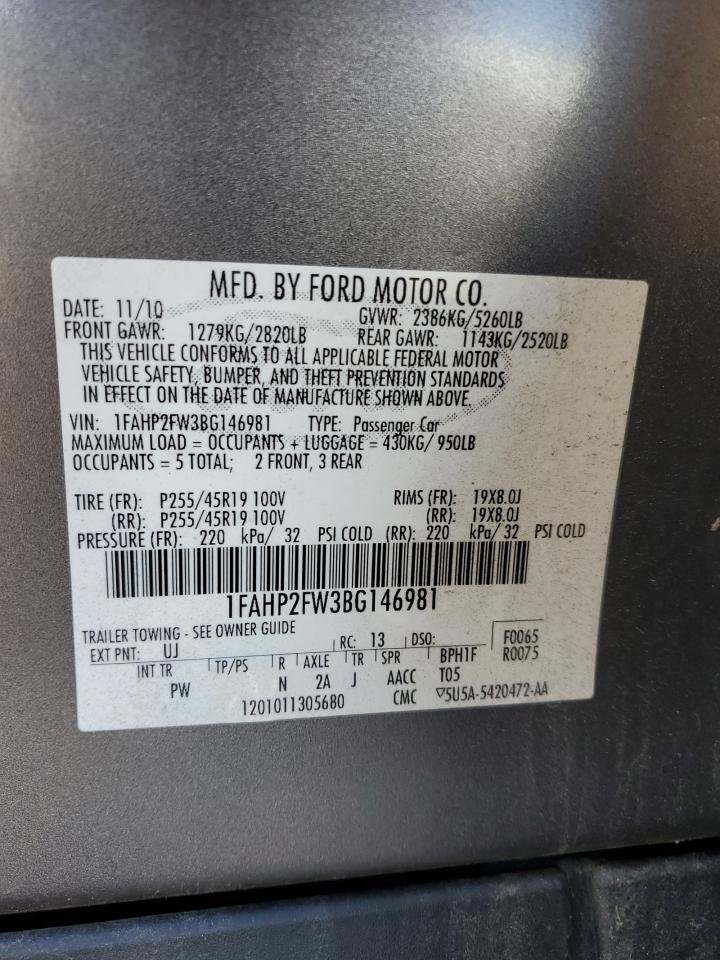 MFD. BY FORD MOTOR CO.
DATE: 11/10 GVWR: 2386KG/5260LB
FRONT GAWR: 1279KG/2820LB REAR GAWR: 1143KG/2520LB
THIS VEHICLE CONFORMS TO ALL APPLICABLE FEDERAL MOTOR
VEHICLE SAFETY, BUMPER, AND THEFT PREVENTION STANDARDS
IN EFFECT ON THE DATE OF MANUFACTURE SHOWN ABOVE.
VIN: 1FAHP2FW3BG146981 TYPE: Passenger Car
MAXIMUM LOAD = OCCUPANTS + LUGGAGE = 430KG/ 950LB
OCCUPANTS = 5 TOTAL; 2 FRONT, 3 REAR
TIRE (FR): P255/45R19 100V RIMS (FR): 19X8.0J
(RR): P255/45R19 100V (RR): 19X8.0J
PRESSURE (FR): 220 kPa/ 32 PSI COLD (RR): 220 kPa/ 32 PSI COLD
1FAHP2FW3BG146981
TRAILER TOWING - SEE OWNER GUIDE
EXT PNT: UJ RC: 13 DSO: F0065
INT TR TP/PS R AXLE TR SPR BPH1F R0075
PW N 2A J AACC T05
1201011305680 CMC ▽5U5A-5420472-AA